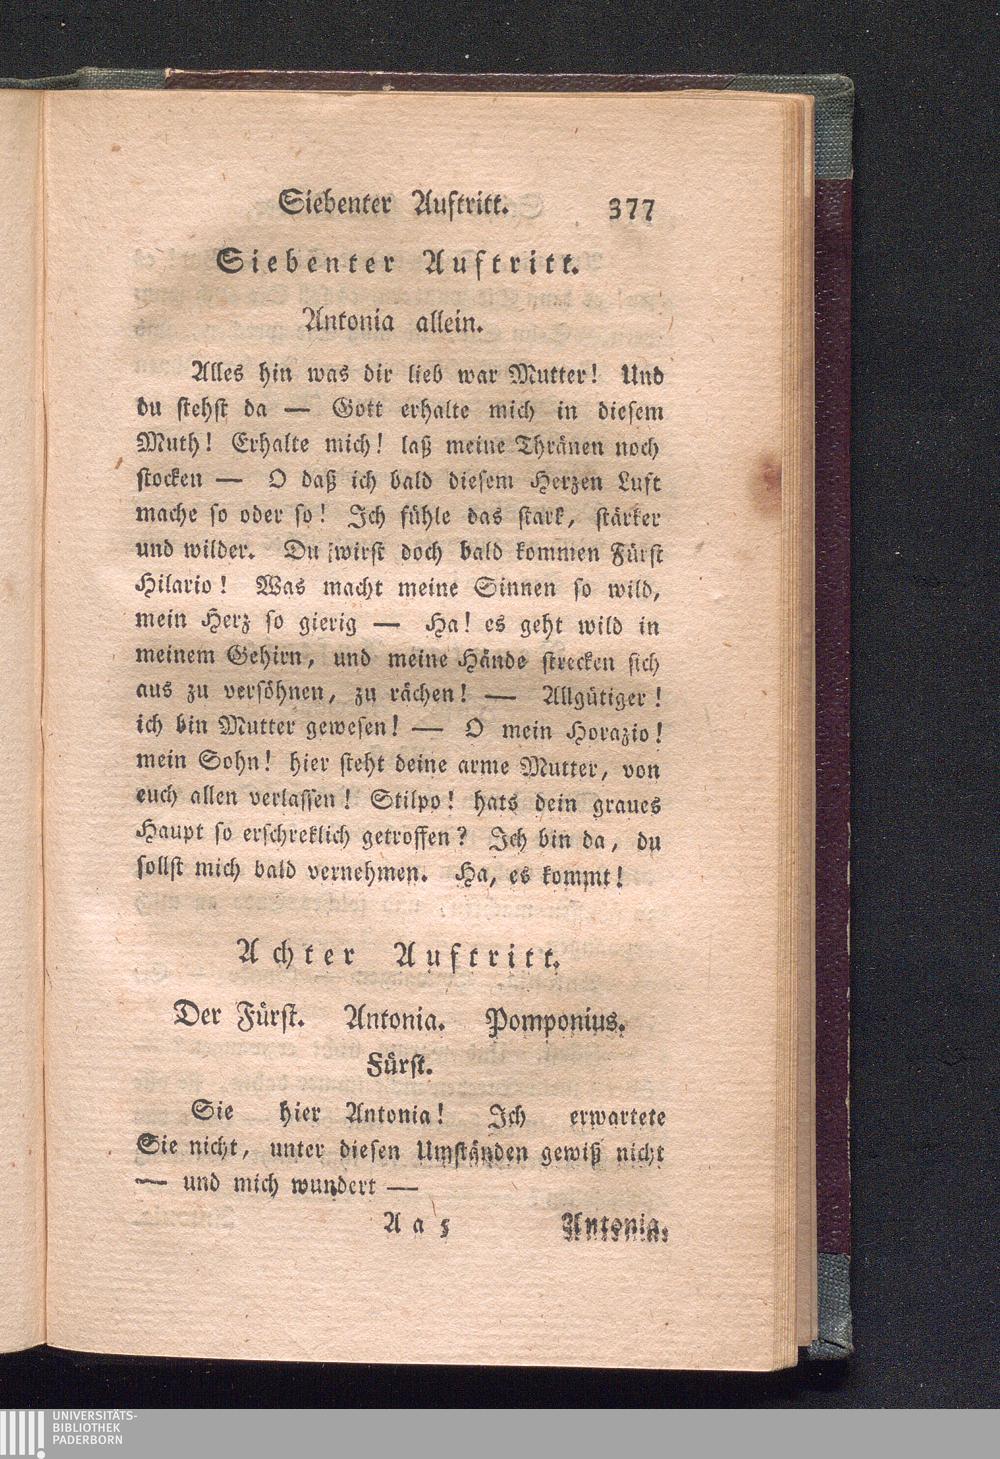 Siebenter Auftritt. 377
Siebenter Auftritt.
Antonia allein.
Alles hin was dir lieb war Mutter! Und
du stehst da — Gott erhalte mich in diesem
Muth! Erhalte mich! laß meine Thränen noch
stocken — O daß ich bald diesem Herzen Luft
mache so oder so! Ich fühle das stark, stärker
und wilder. Du wirst doch bald kommen Fürst
Hilario! Was macht meine Sinnen so wild,
mein Herz so gierig — Ha! es geht wild in
meinem Gehirn, und meine Hände strecken sich
aus zu versöhnen, zu rächen! — Allgütiger!
ich bin Mutter gewesen! — O mein Horazio!
mein Sohn! hier steht deine arme Mutter, von
euch allen verlassen! Stilpo! hats dein graues
Haupt so erschreklich getroffen? Ich bin da, du
sollst mich bald vernehmen. Ha, es kommt!
Achter Auftritt.
Der Fürst. Antonia. Pomponius.
Fürst.
Sie hier Antonia! Ich erwartete
Sie nicht, unter diesen Umständen gewiß nicht
— und mich wundert —
A a 5 Antonia.
UNIVERSITÄTS-
BIBLIOTHEK
PADERBORN